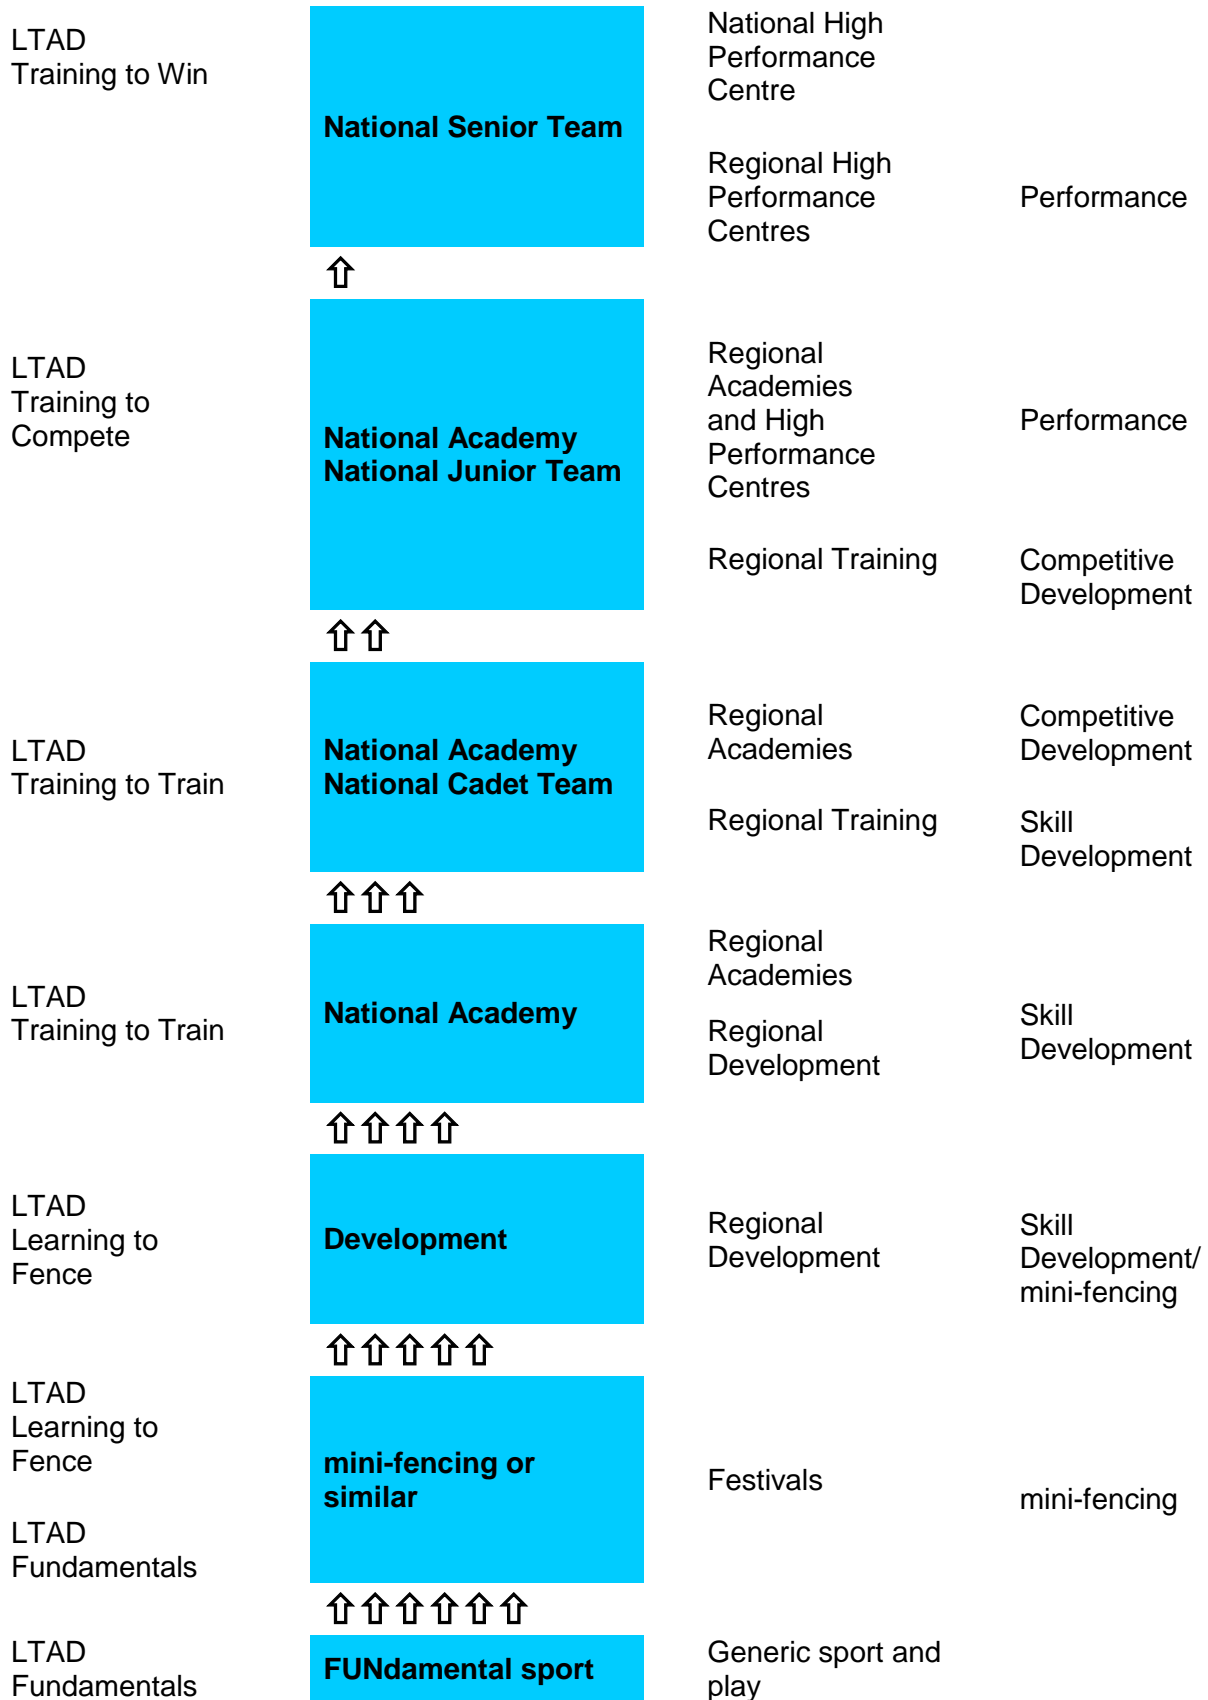 LTAD
Training to Win
National Senior Team
National High
Performance
Centre
Regional High
Performance
Centres
Performance
⇧
LTAD
Training to
Compete
National Academy
National Junior Team
Regional
Academies
and High
Performance
Centres
Performance
Regional Training
Competitive
Development
⇧⇧
LTAD
Training to Train
National Academy
National Cadet Team
Regional
Academies
Competitive
Development
Regional Training
Skill
Development
⇧⇧⇧
LTAD
Training to Train
National Academy
Regional
Academies
Regional
Development
Skill
Development
⇧⇧⇧⇧
LTAD
Learning to
Fence
Development
Regional
Development
Skill
Development/
mini-fencing
⇧⇧⇧⇧⇧
LTAD
Learning to
Fence
LTAD
Fundamentals
mini-fencing or
similar
Festivals
mini-fencing
⇧⇧⇧⇧⇧⇧
LTAD
Fundamentals
FUNdamental sport
Generic sport and
play